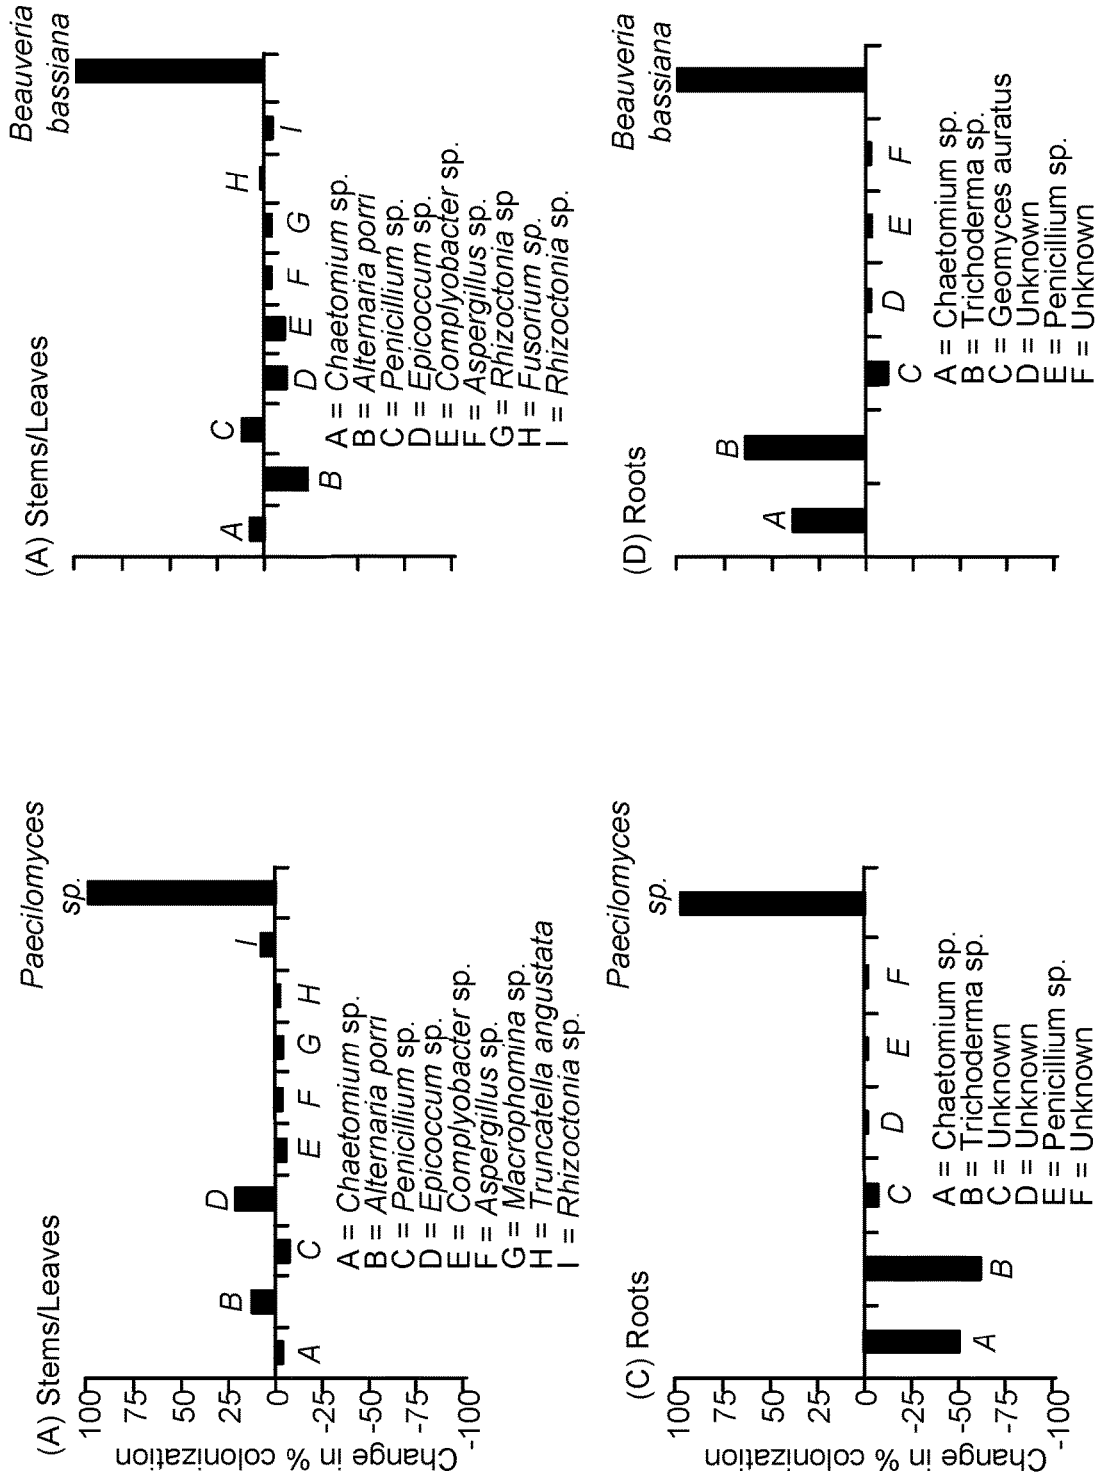 (A) Stems/Leaves
Paecilomyces
sp.
100
75
50
25
0
-25
-50
-75
-100
Change in % colonization
A
B
C
D
E
F
G
H
I
A = Chaetomium sp.
B = Alternaria porri
C = Penicillium sp.
D = Epicoccum sp.
E = Complyobacter sp.
F = Aspergillus sp.
G = Macrophomina sp.
H = Truncatella angustata
I = Rhizoctonia sp.
(A) Stems/Leaves
Beauveria
bassiana
A
B
C
D
E
F
G
H
I
A = Chaetomium sp.
B = Alternaria porri
C = Penicillium sp.
D = Epicoccum sp.
E = Complyobacter sp.
F = Aspergillus sp.
G = Rhizoctonia sp
H = Fusorium sp.
I = Rhizoctonia sp.
(C) Roots
Paecilomyces
sp.
100
75
50
25
0
-25
-50
-75
-100
Change in % colonization
A
B
C
D
E
F
A = Chaetomium sp.
B = Trichoderma sp.
C = Unknown
D = Unknown
E = Penicillium sp.
F = Unknown
(D) Roots
Beauveria
bassiana
A
B
C
D
E
F
A = Chaetomium sp.
B = Trichoderma sp.
C = Geomyces auratus
D = Unknown
E = Penicillium sp.
F = Unknown